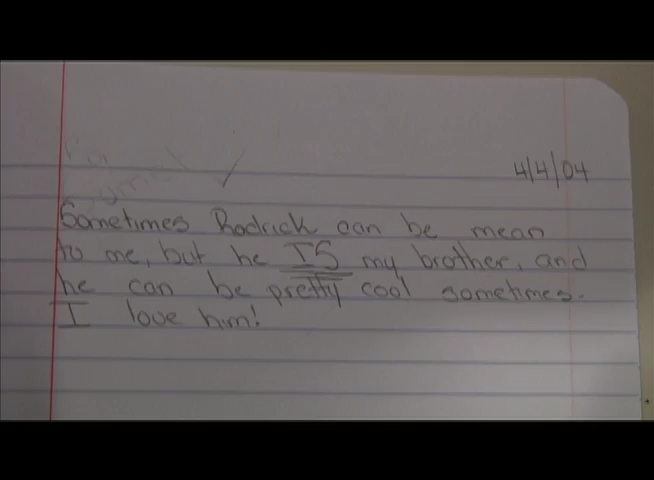 4/4/04
Sometimes Rodrick can be mean
to me, but he IS my brother, and
he can be pretty cool sometimes.
I love him!